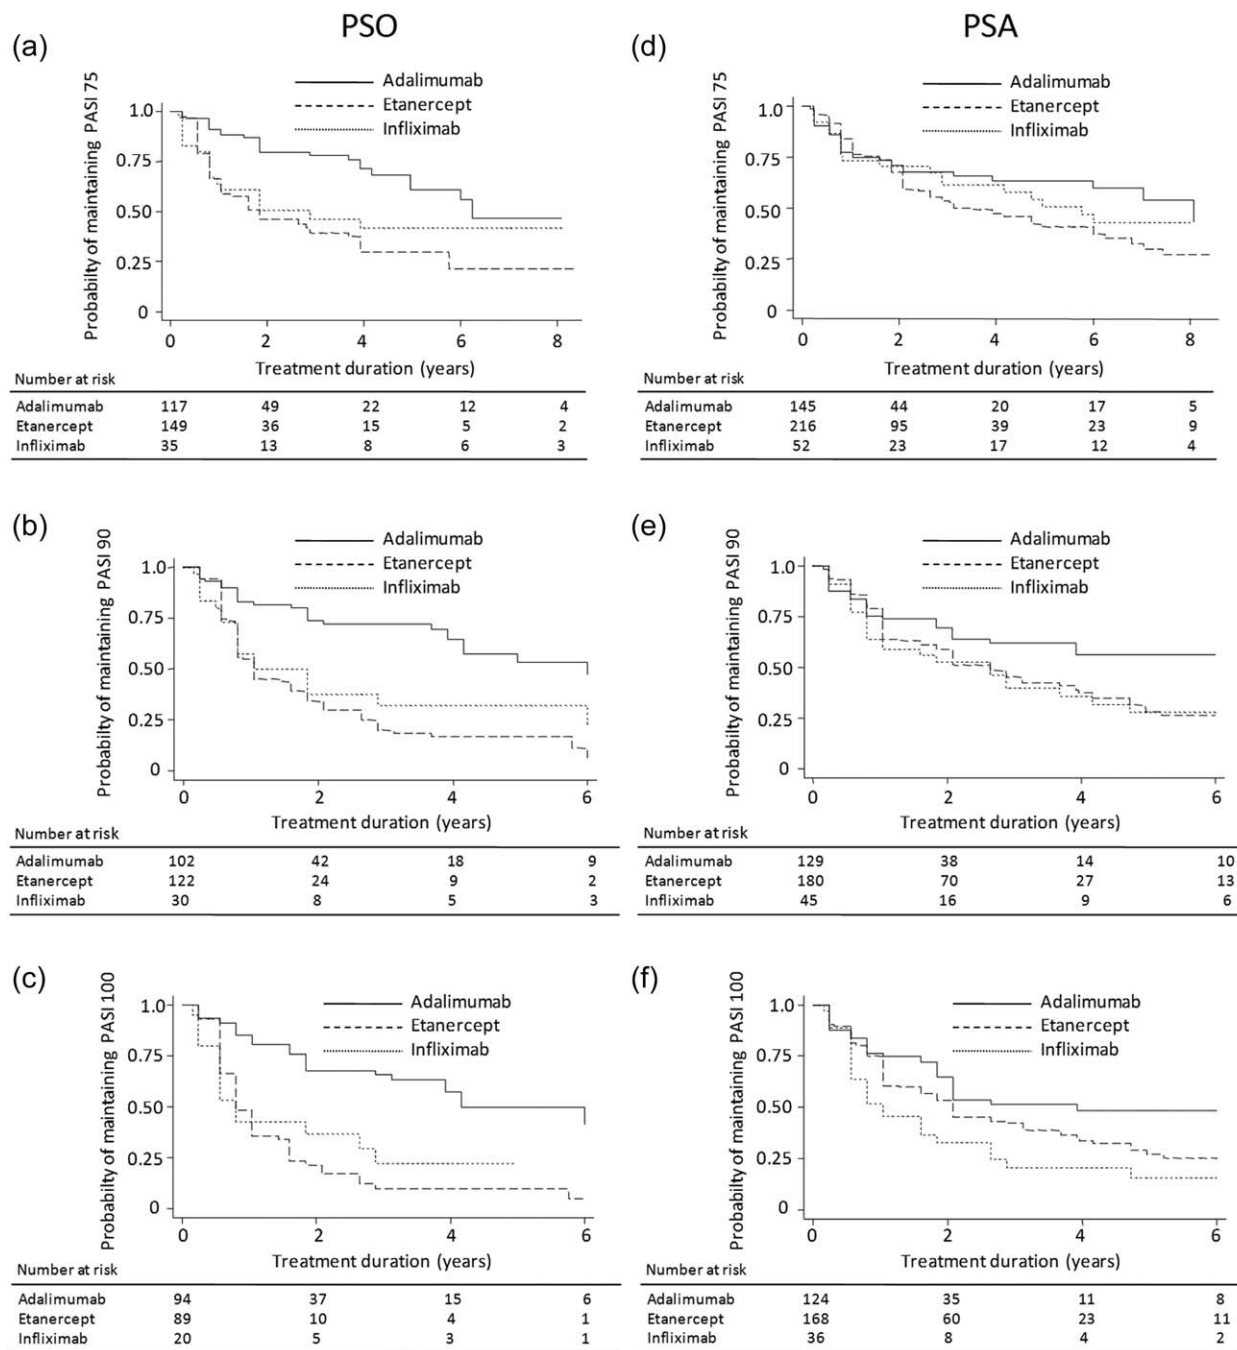 PSO
PSA
(a)
Probabilty of maintaining PASI 75
Adalimumab
Etanercept
Infliximab
1.0
0.75
0.50
0.25
0
0 2 4 6 8
Treatment duration (years)
Number at risk
Adalimumab 117 49 22 12 4
Etanercept 149 36 15 5 2
Infliximab 35 13 8 6 3
(d)
Probabilty of maintaining PASI 75
Adalimumab
Etanercept
Infliximab
1.0
0.75
0.50
0.25
0
0 2 4 6 8
Treatment duration (years)
Number at risk
Adalimumab 145 44 20 17 5
Etanercept 216 95 39 23 9
Infliximab 52 23 17 12 4
(b)
Probabilty of maintaining PASI 90
Adalimumab
Etanercept
Infliximab
1.0
0.75
0.50
0.25
0
0 2 4 6
Treatment duration (years)
Number at risk
Adalimumab 102 42 18 9
Etanercept 122 24 9 2
Infliximab 30 8 5 3
(e)
Probabilty of maintaining PASI 90
Adalimumab
Etanercept
Infliximab
1.0
0.75
0.50
0.25
0
0 2 4 6
Treatment duration (years)
Number at risk
Adalimumab 129 38 14 10
Etanercept 180 70 27 13
Infliximab 45 16 9 6
(c)
Probabilty of maintaining PASI 100
Adalimumab
Etanercept
Infliximab
1.0
0.75
0.50
0.25
0
0 2 4 6
Treatment duration (years)
Number at risk
Adalimumab 94 37 15 6
Etanercept 89 10 4 1
Infliximab 20 5 3 1
(f)
Probabilty of maintaining PASI 100
Adalimumab
Etanercept
Infliximab
1.0
0.75
0.50
0.25
0
0 2 4 6
Treatment duration (years)
Number at risk
Adalimumab 124 35 11 8
Etanercept 168 60 23 11
Infliximab 36 8 4 2